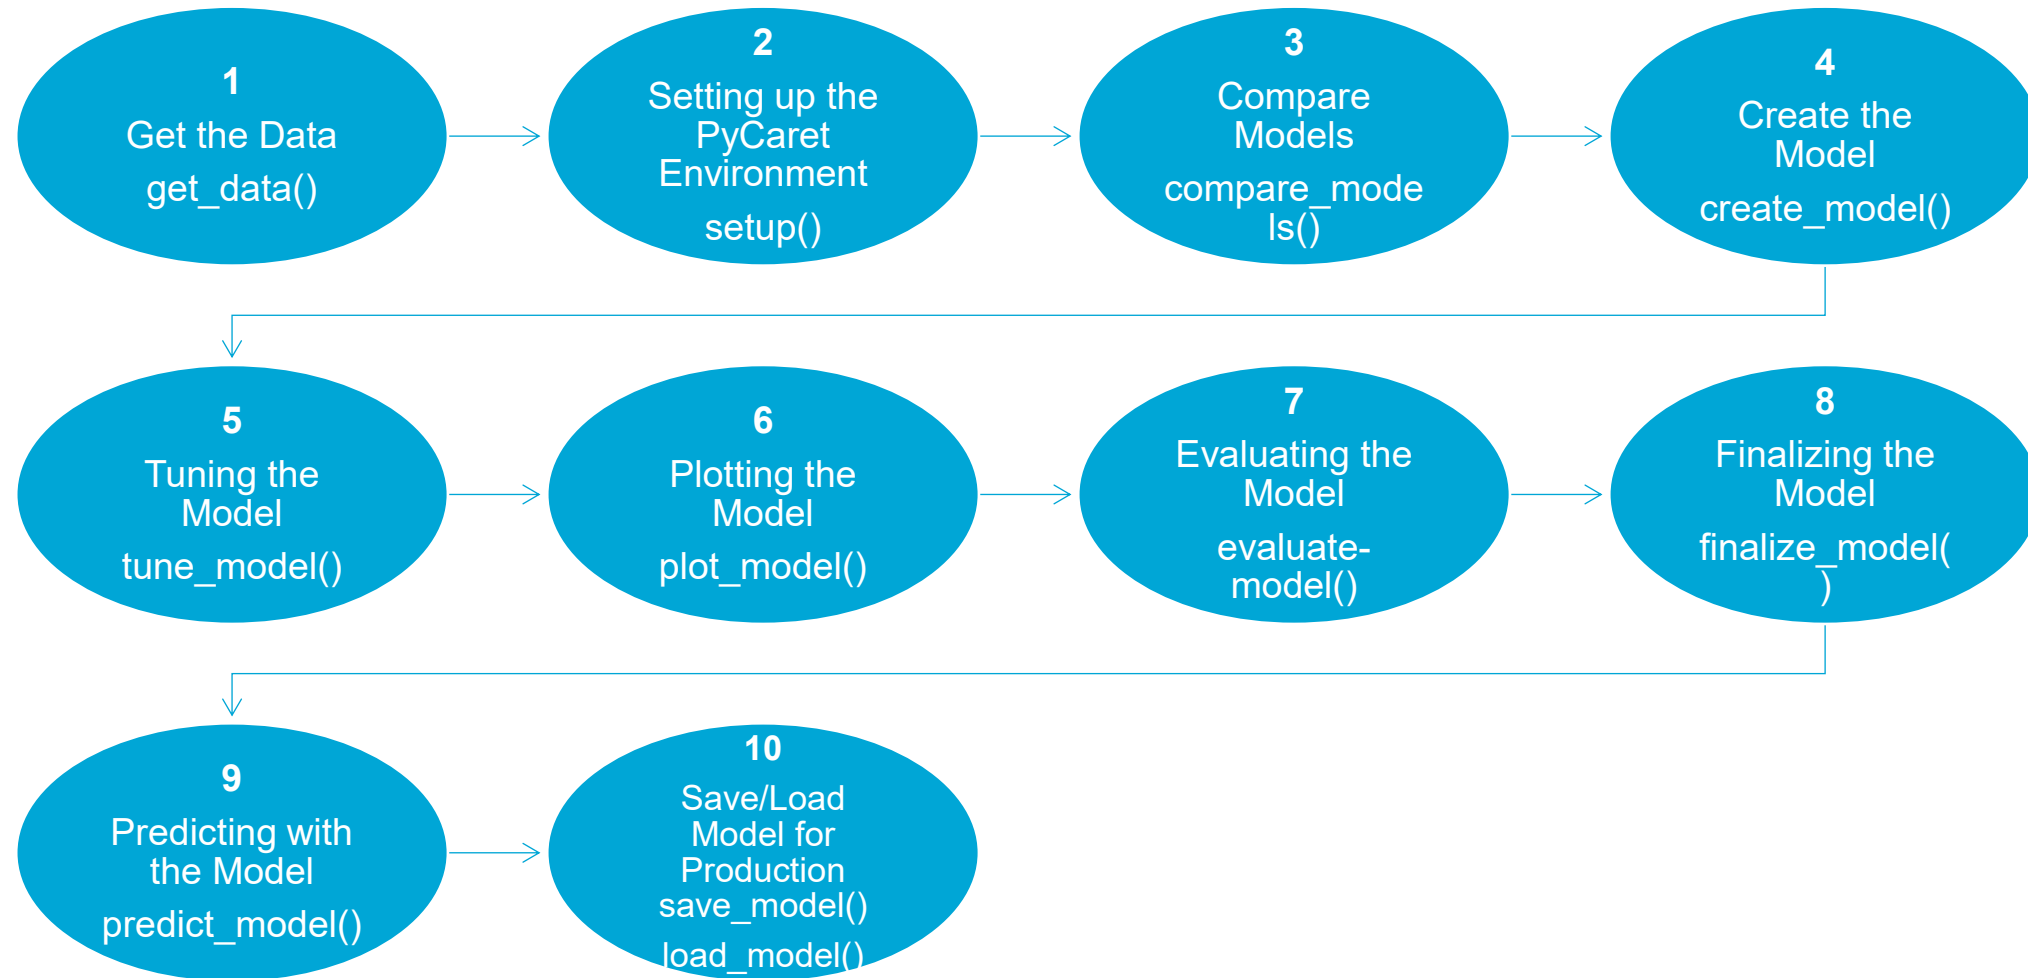 1
Get the Data
get_data()
2
Setting up the
PyCaret
Environment
setup()
3
Compare
Models
compare_mode
ls()
4
Create the
Model
create_model()
5
Tuning the
Model
tune_model()
6
Plotting the
Model
plot_model()
7
Evaluating the
Model
evaluate-
model()
8
Finalizing the
Model
finalize_model(
)
9
Predicting with
the Model
predict_model()
10
Save/Load
Model for
Production
save_model()
load_model()